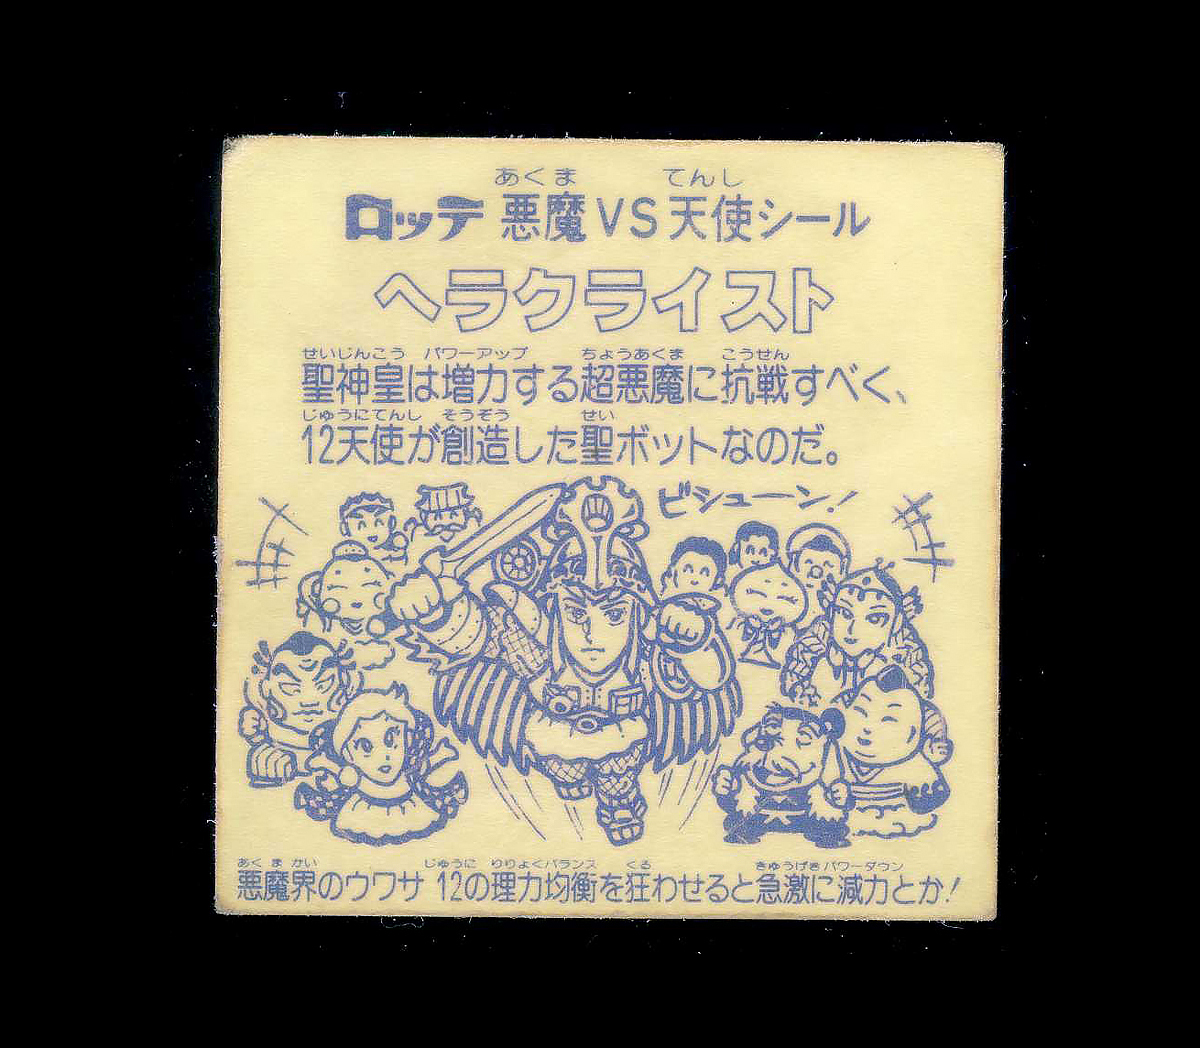 あくま てんし
ロッテ 悪魔VS天使シール
ヘラクライスト
せいじんこう パワーアップ ちょうあくま こうせん
聖神皇は増力する超悪魔に抗戦すべく、
じゅうにてんし そうぞう せい
12天使が創造した聖ボットなのだ。
ビシューン!
あくまかい じゅうに りりょくバランス くる きゅうげきパワーダウン
悪魔界のウワサ 12の理力均衡を狂わせると急激に減力とか!